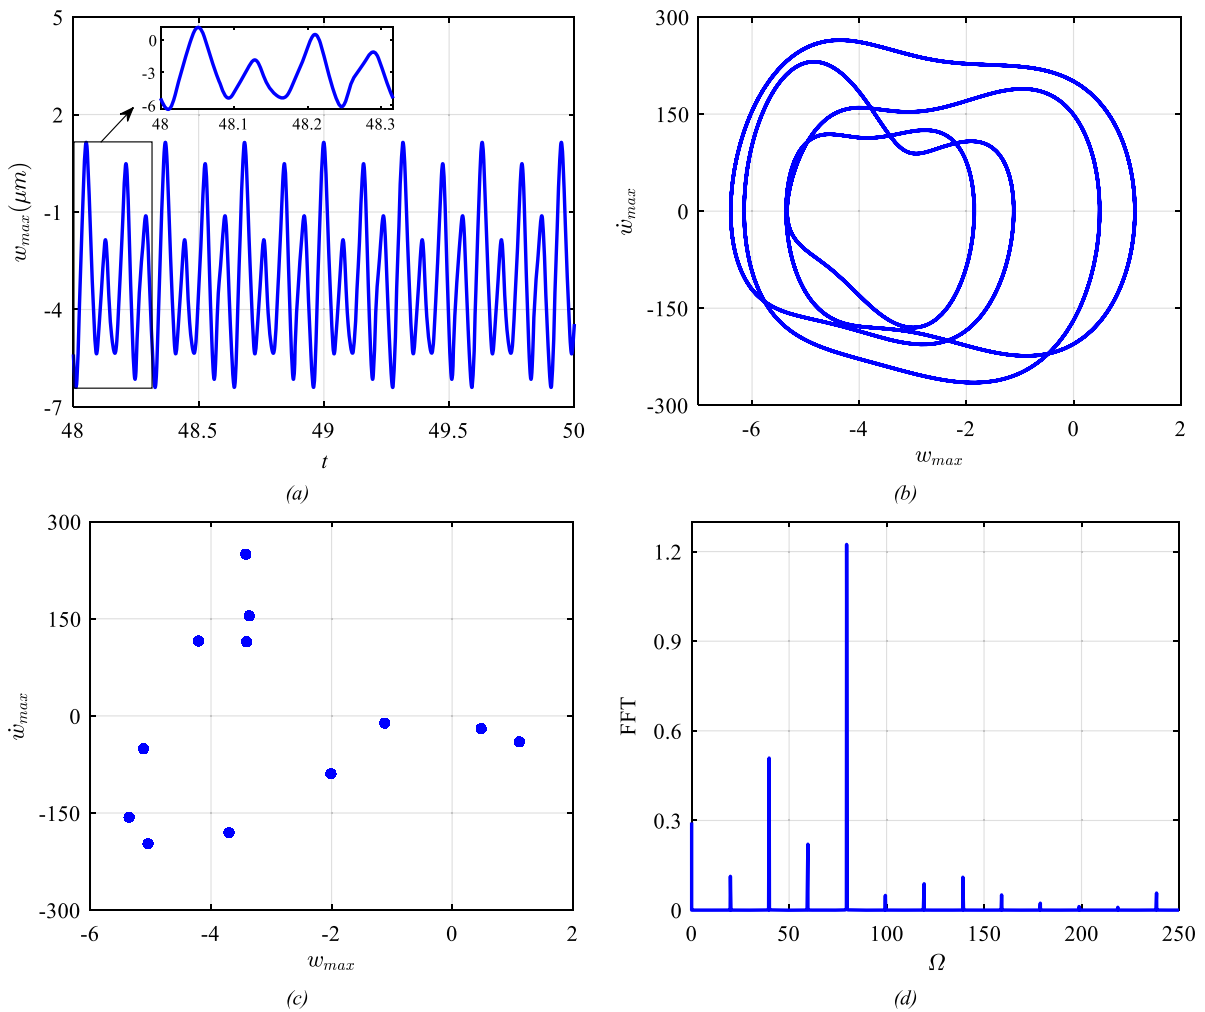 5
2
-1
-4
-7
w_max (μm)
0
-3
-6
48 48.1 48.2 48.3
48 48.5 49 49.5 50
t
(a)
300
150
0
-150
-300
ẇ_max
-6 -4 -2 0 2
w_max
(b)
300
150
0
-150
-300
ẇ_max
-6 -4 -2 0 2
w_max
(c)
1.2
0.9
0.6
0.3
0
FFT
0 50 100 150 200 250
Ω
(d)